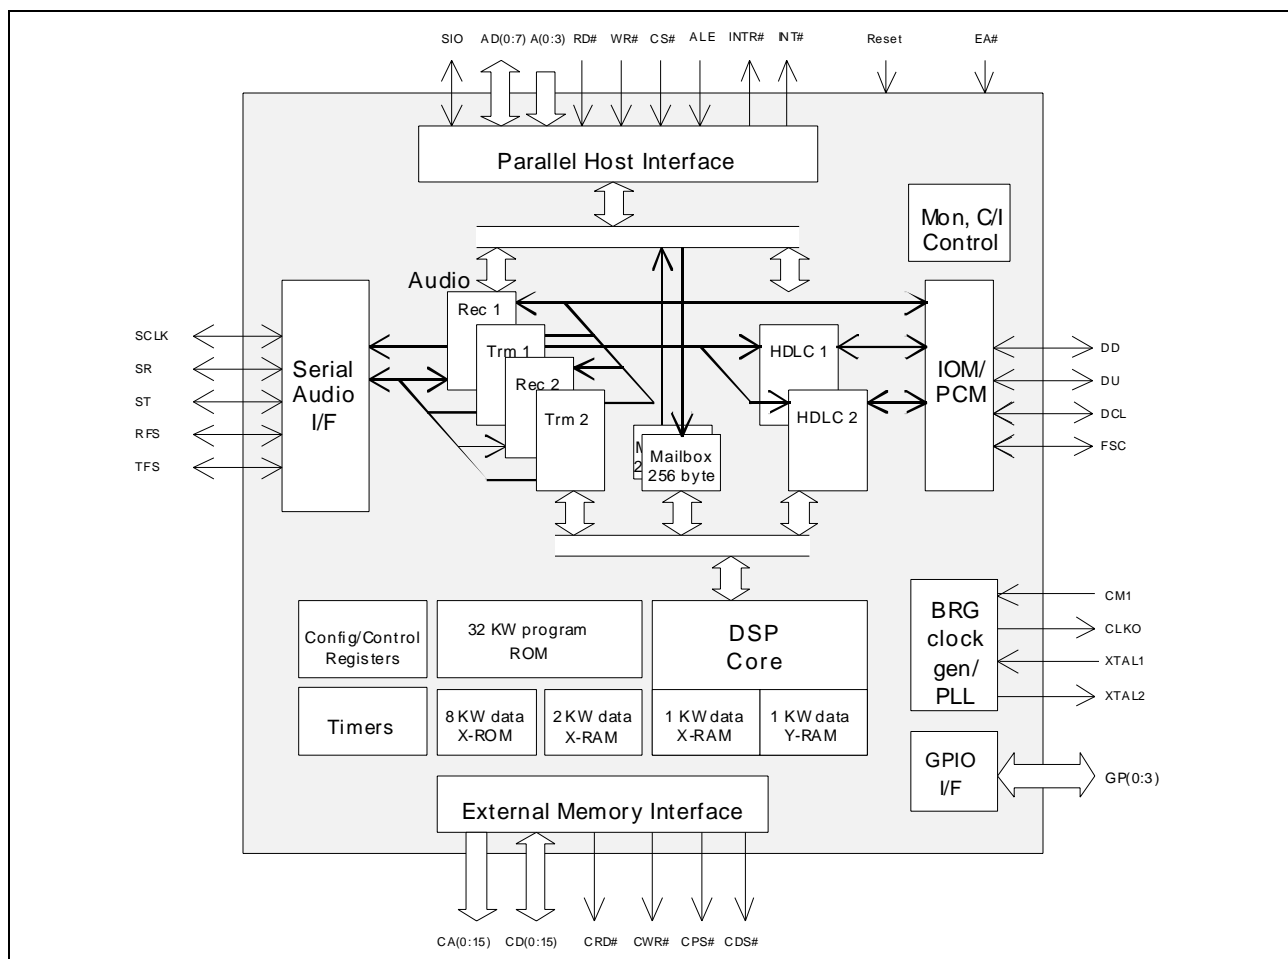 SIO AD(0:7) A(0:3) RD# WR# CS# ALE INTR# INT# Reset EA#
Parallel Host Interface
Mon, C/I
Control
Audio
Rec 1
Trm 1
Rec 2
Trm 2
SCLK
SR
ST
RFS
TFS
Serial
Audio
I/F
HDLC 1
HDLC 2
IOM/
PCM
DD
DU
DCL
FSC
M
2
Mailbox
256 byte
Config/Control
Registers
32 KW program
ROM
DSP
Core
Timers
8 KW data
X-ROM
2 KW data
X-RAM
1 KW data
X-RAM
1 KW data
Y-RAM
BRG
clock
gen/
PLL
CM1
CLKO
XTAL1
XTAL2
GPIO
I/F
GP(0:3)
External Memory Interface
CA(0:15) CD(0:15) CRD# CWR# CPS# CDS#